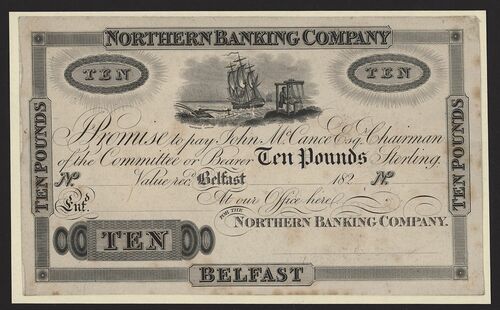 NORTHERN BANKING COMPANY
TEN
TEN
TEN POUNDS
TEN POUNDS
Promise to pay John McCance Esqr. Chairman
of the Committee or Bearer Ten Pounds Sterling.
No. Value recd. Belfast 182 No.
Entd. At our Office here
FOR THE NORTHERN BANKING COMPANY.
TEN
BELFAST